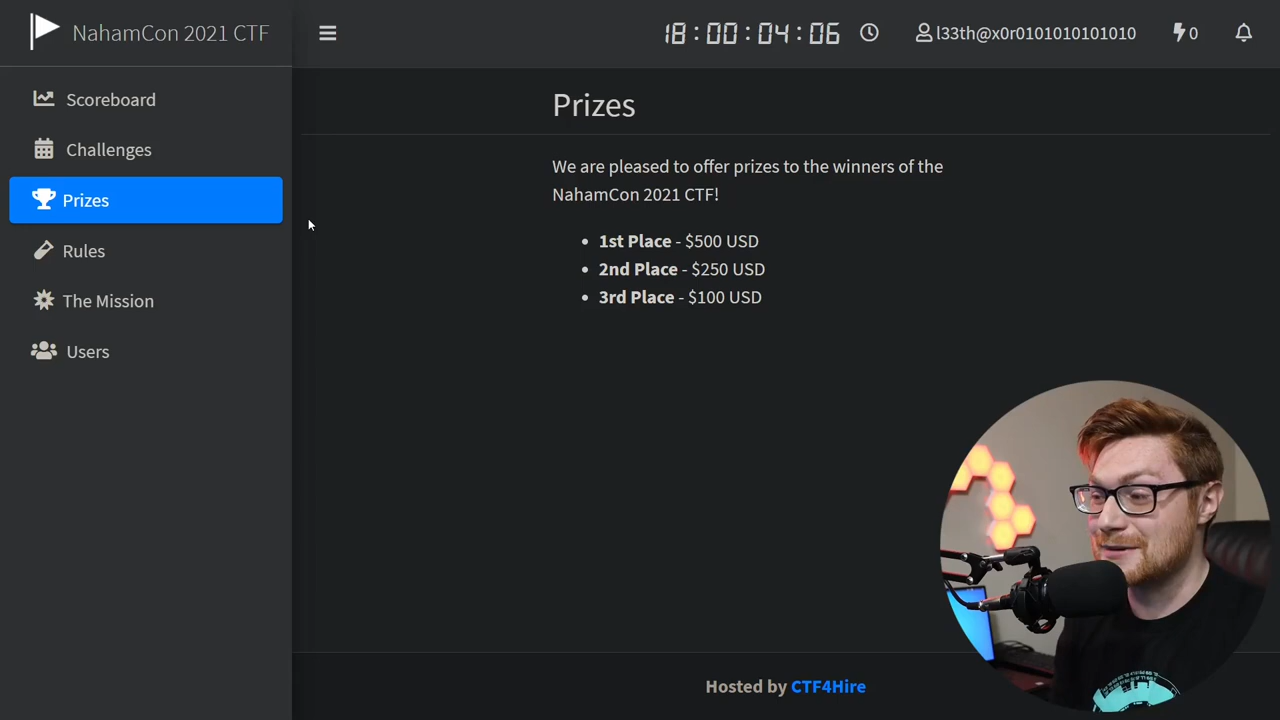 NahamCon 2021 CTF
18:00:04:06
l33th@x0r0101010101010
0
Scoreboard
Challenges
Prizes
Rules
The Mission
Users
Prizes
We are pleased to offer prizes to the winners of the
NahamCon 2021 CTF!
1st Place - $500 USD
2nd Place - $250 USD
3rd Place - $100 USD
Hosted by CTF4Hire